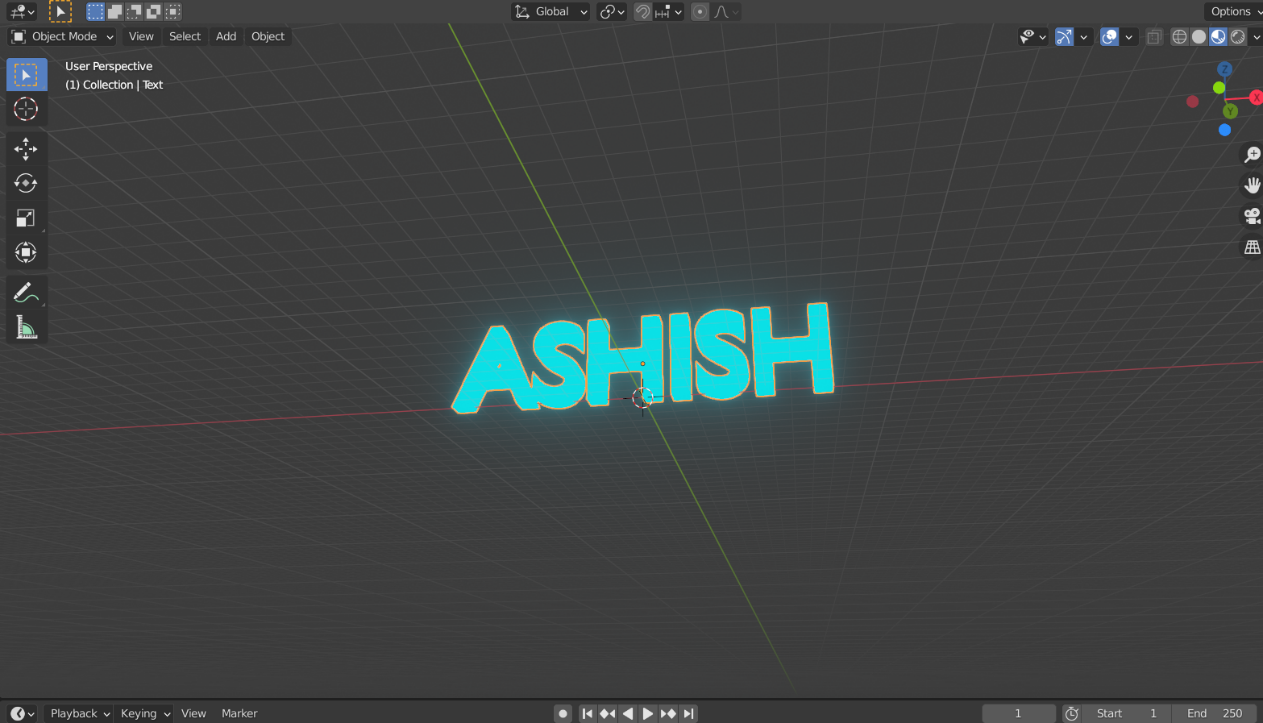 Global
Options
Object Mode View Select Add Object
User Perspective
(1) Collection | Text
Z
X
Y
ASHISH
Playback Keying View Marker
1 Start 1 End 250